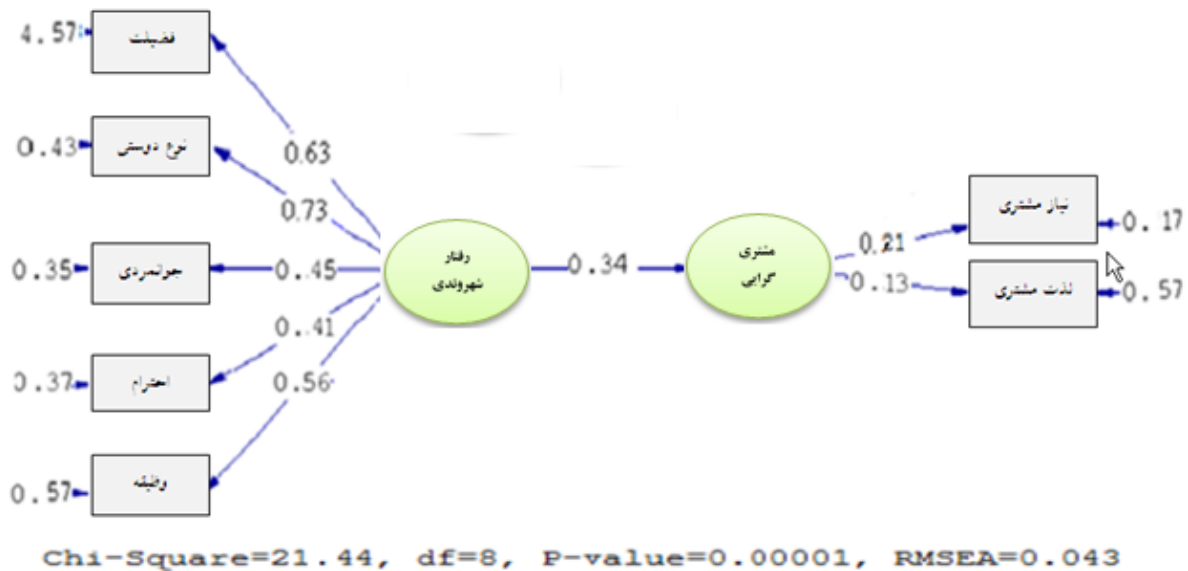 4.57
فضیلت
0.63
0.43
نوع دوستی
0.73
0.35
جوانمردی
0.45
0.37
احترام
0.41
0.57
وظیفه
0.56
رفتار
شهروندی
0.34
مشتری
گرایی
0.21
نیاز مشتری
0.17
0.13
لذت مشتری
0.57
Chi-Square=21.44, df=8, P-value=0.00001, RMSEA=0.043